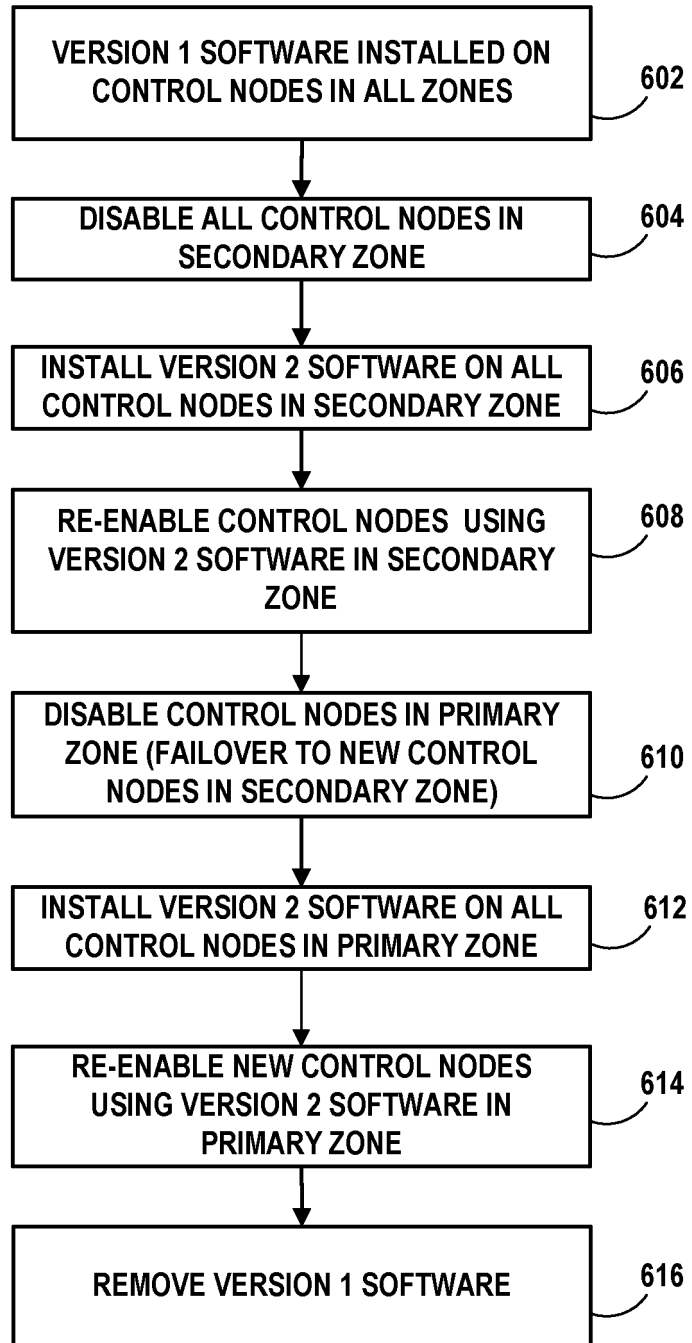 VERSION 1 SOFTWARE INSTALLED ON
CONTROL NODES IN ALL ZONES
602
DISABLE ALL CONTROL NODES IN
SECONDARY ZONE
604
INSTALL VERSION 2 SOFTWARE ON ALL
CONTROL NODES IN SECONDARY ZONE
606
RE-ENABLE CONTROL NODES USING
VERSION 2 SOFTWARE IN SECONDARY
ZONE
608
DISABLE CONTROL NODES IN PRIMARY
ZONE (FAILOVER TO NEW CONTROL
NODES IN SECONDARY ZONE)
610
INSTALL VERSION 2 SOFTWARE ON ALL
CONTROL NODES IN PRIMARY ZONE
612
RE-ENABLE NEW CONTROL NODES
USING VERSION 2 SOFTWARE IN
PRIMARY ZONE
614
REMOVE VERSION 1 SOFTWARE
616